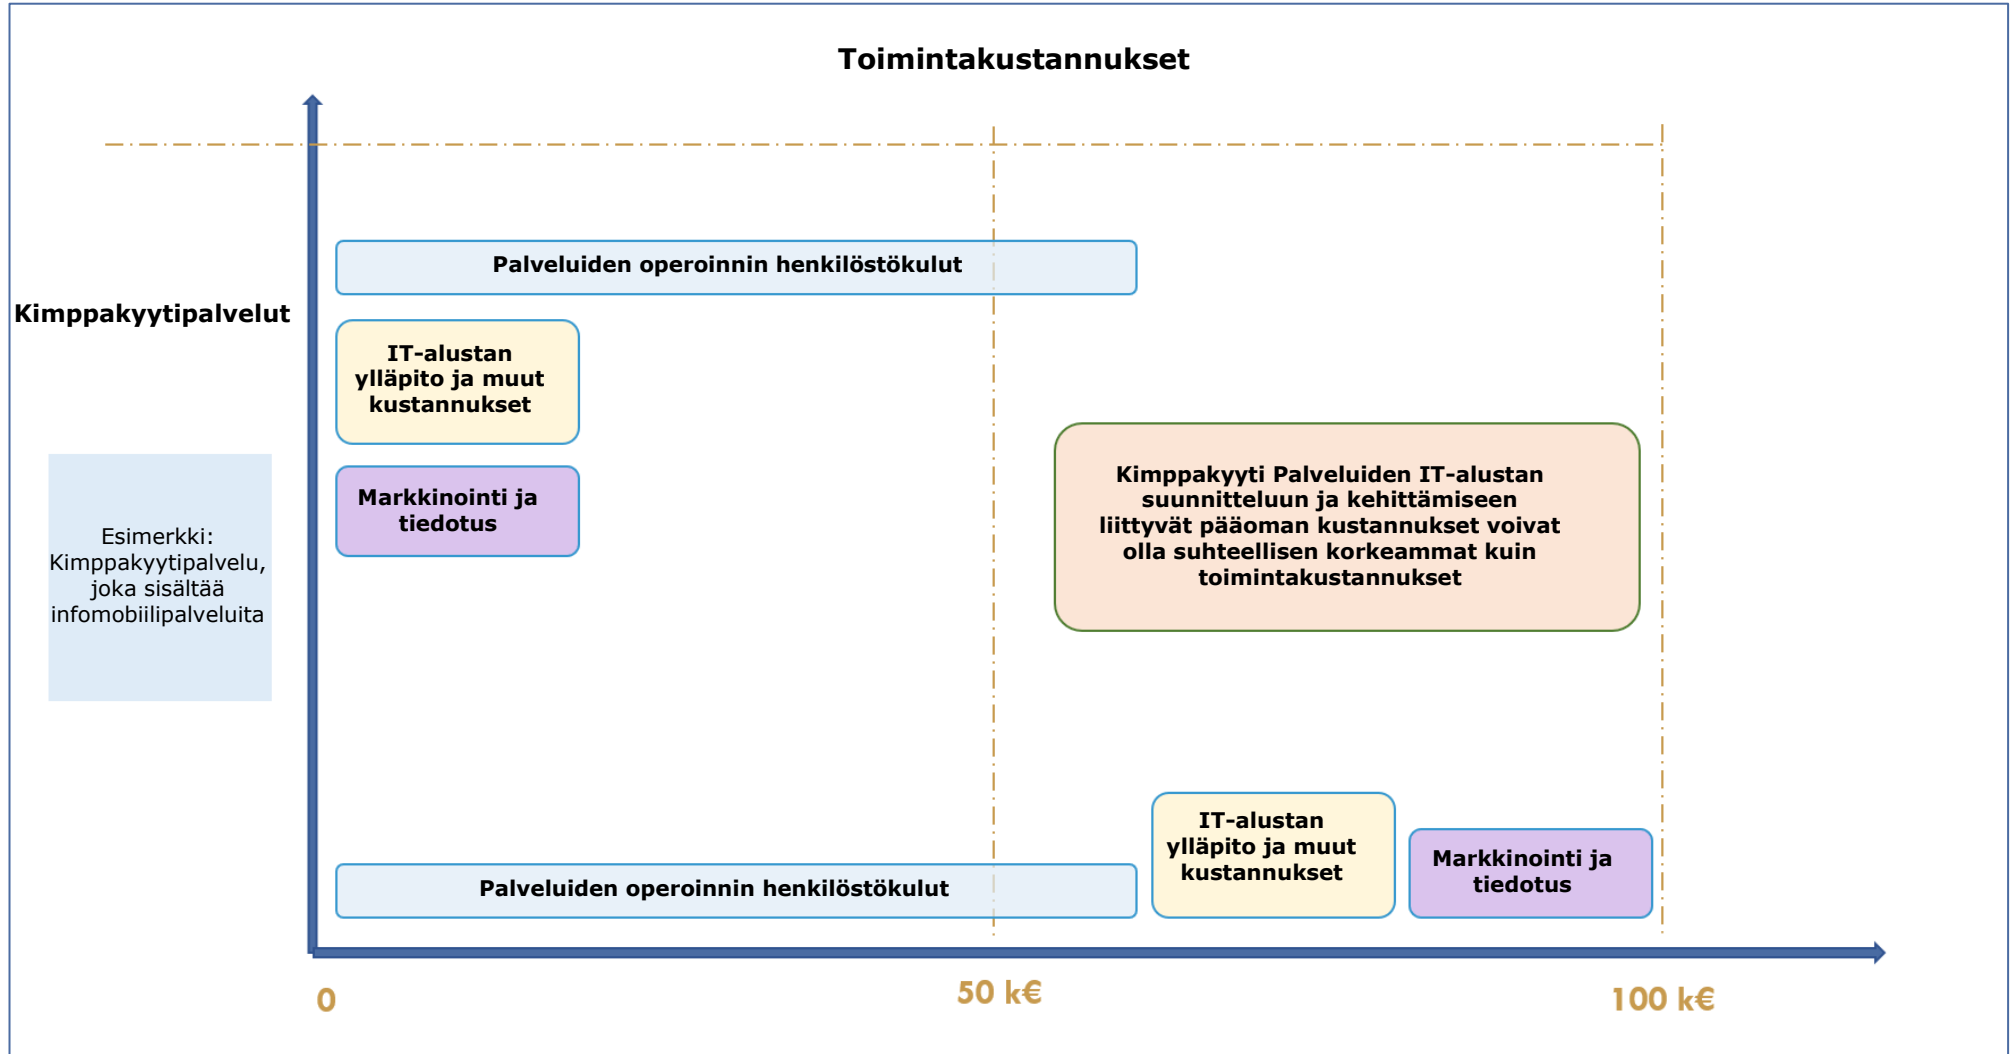 Toimintakustannukset
Palveluiden operoinnin henkilöstökulut
Kimppakyytipalvelut
IT-alustan
ylläpito ja muut
kustannukset
Markkinointi ja
tiedotus
Esimerkki:
Kimppakyytipalvelu,
joka sisältää
infomobiilipalveluita
Kimppakyyti Palveluiden IT-alustan
suunnitteluun ja kehittämiseen
liittyvät pääoman kustannukset voivat
olla suhteellisen korkeammat kuin
toimintakustannukset
Palveluiden operoinnin henkilöstökulut
IT-alustan
ylläpito ja muut
kustannukset
Markkinointi ja
tiedotus
0
50 k€
100 k€